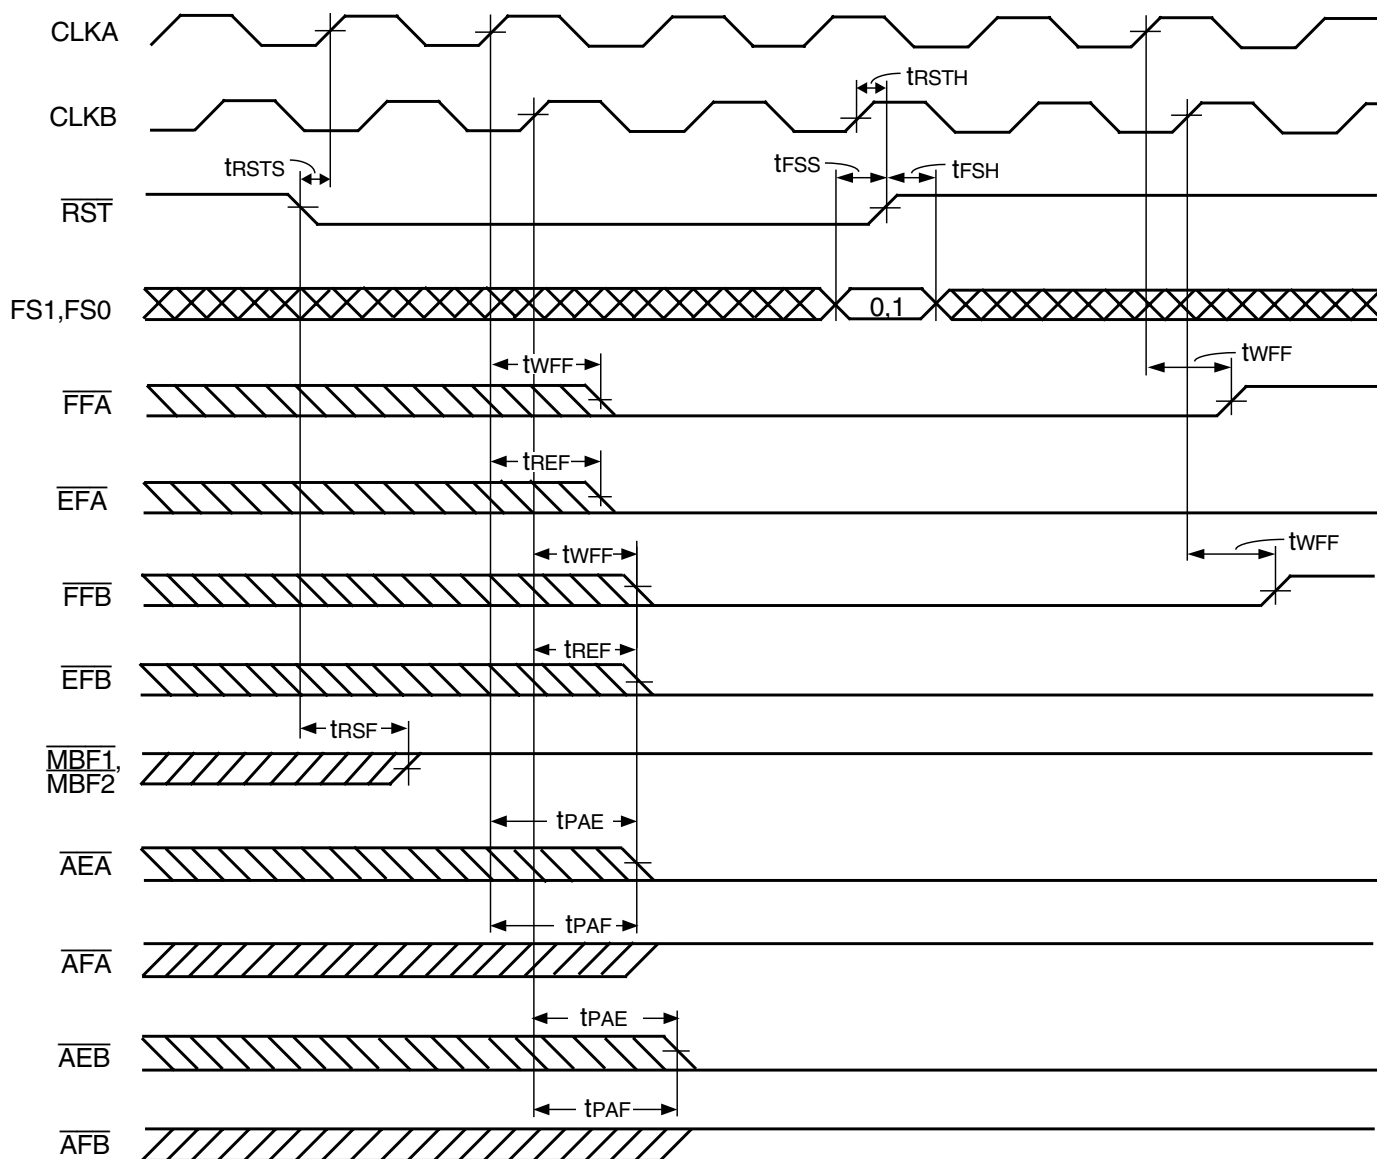 CLKA
tRSTH
CLKB
tRSTS
tFSS
tFSH
RST
FS1,FS0
0,1
tWFF
tWFF
FFA
tREF
EFA
tWFF
tWFF
FFB
tREF
EFB
tRSF
MBF1,
MBF2
tPAE
AEA
tPAF
AFA
tPAE
AEB
tPAF
AFB